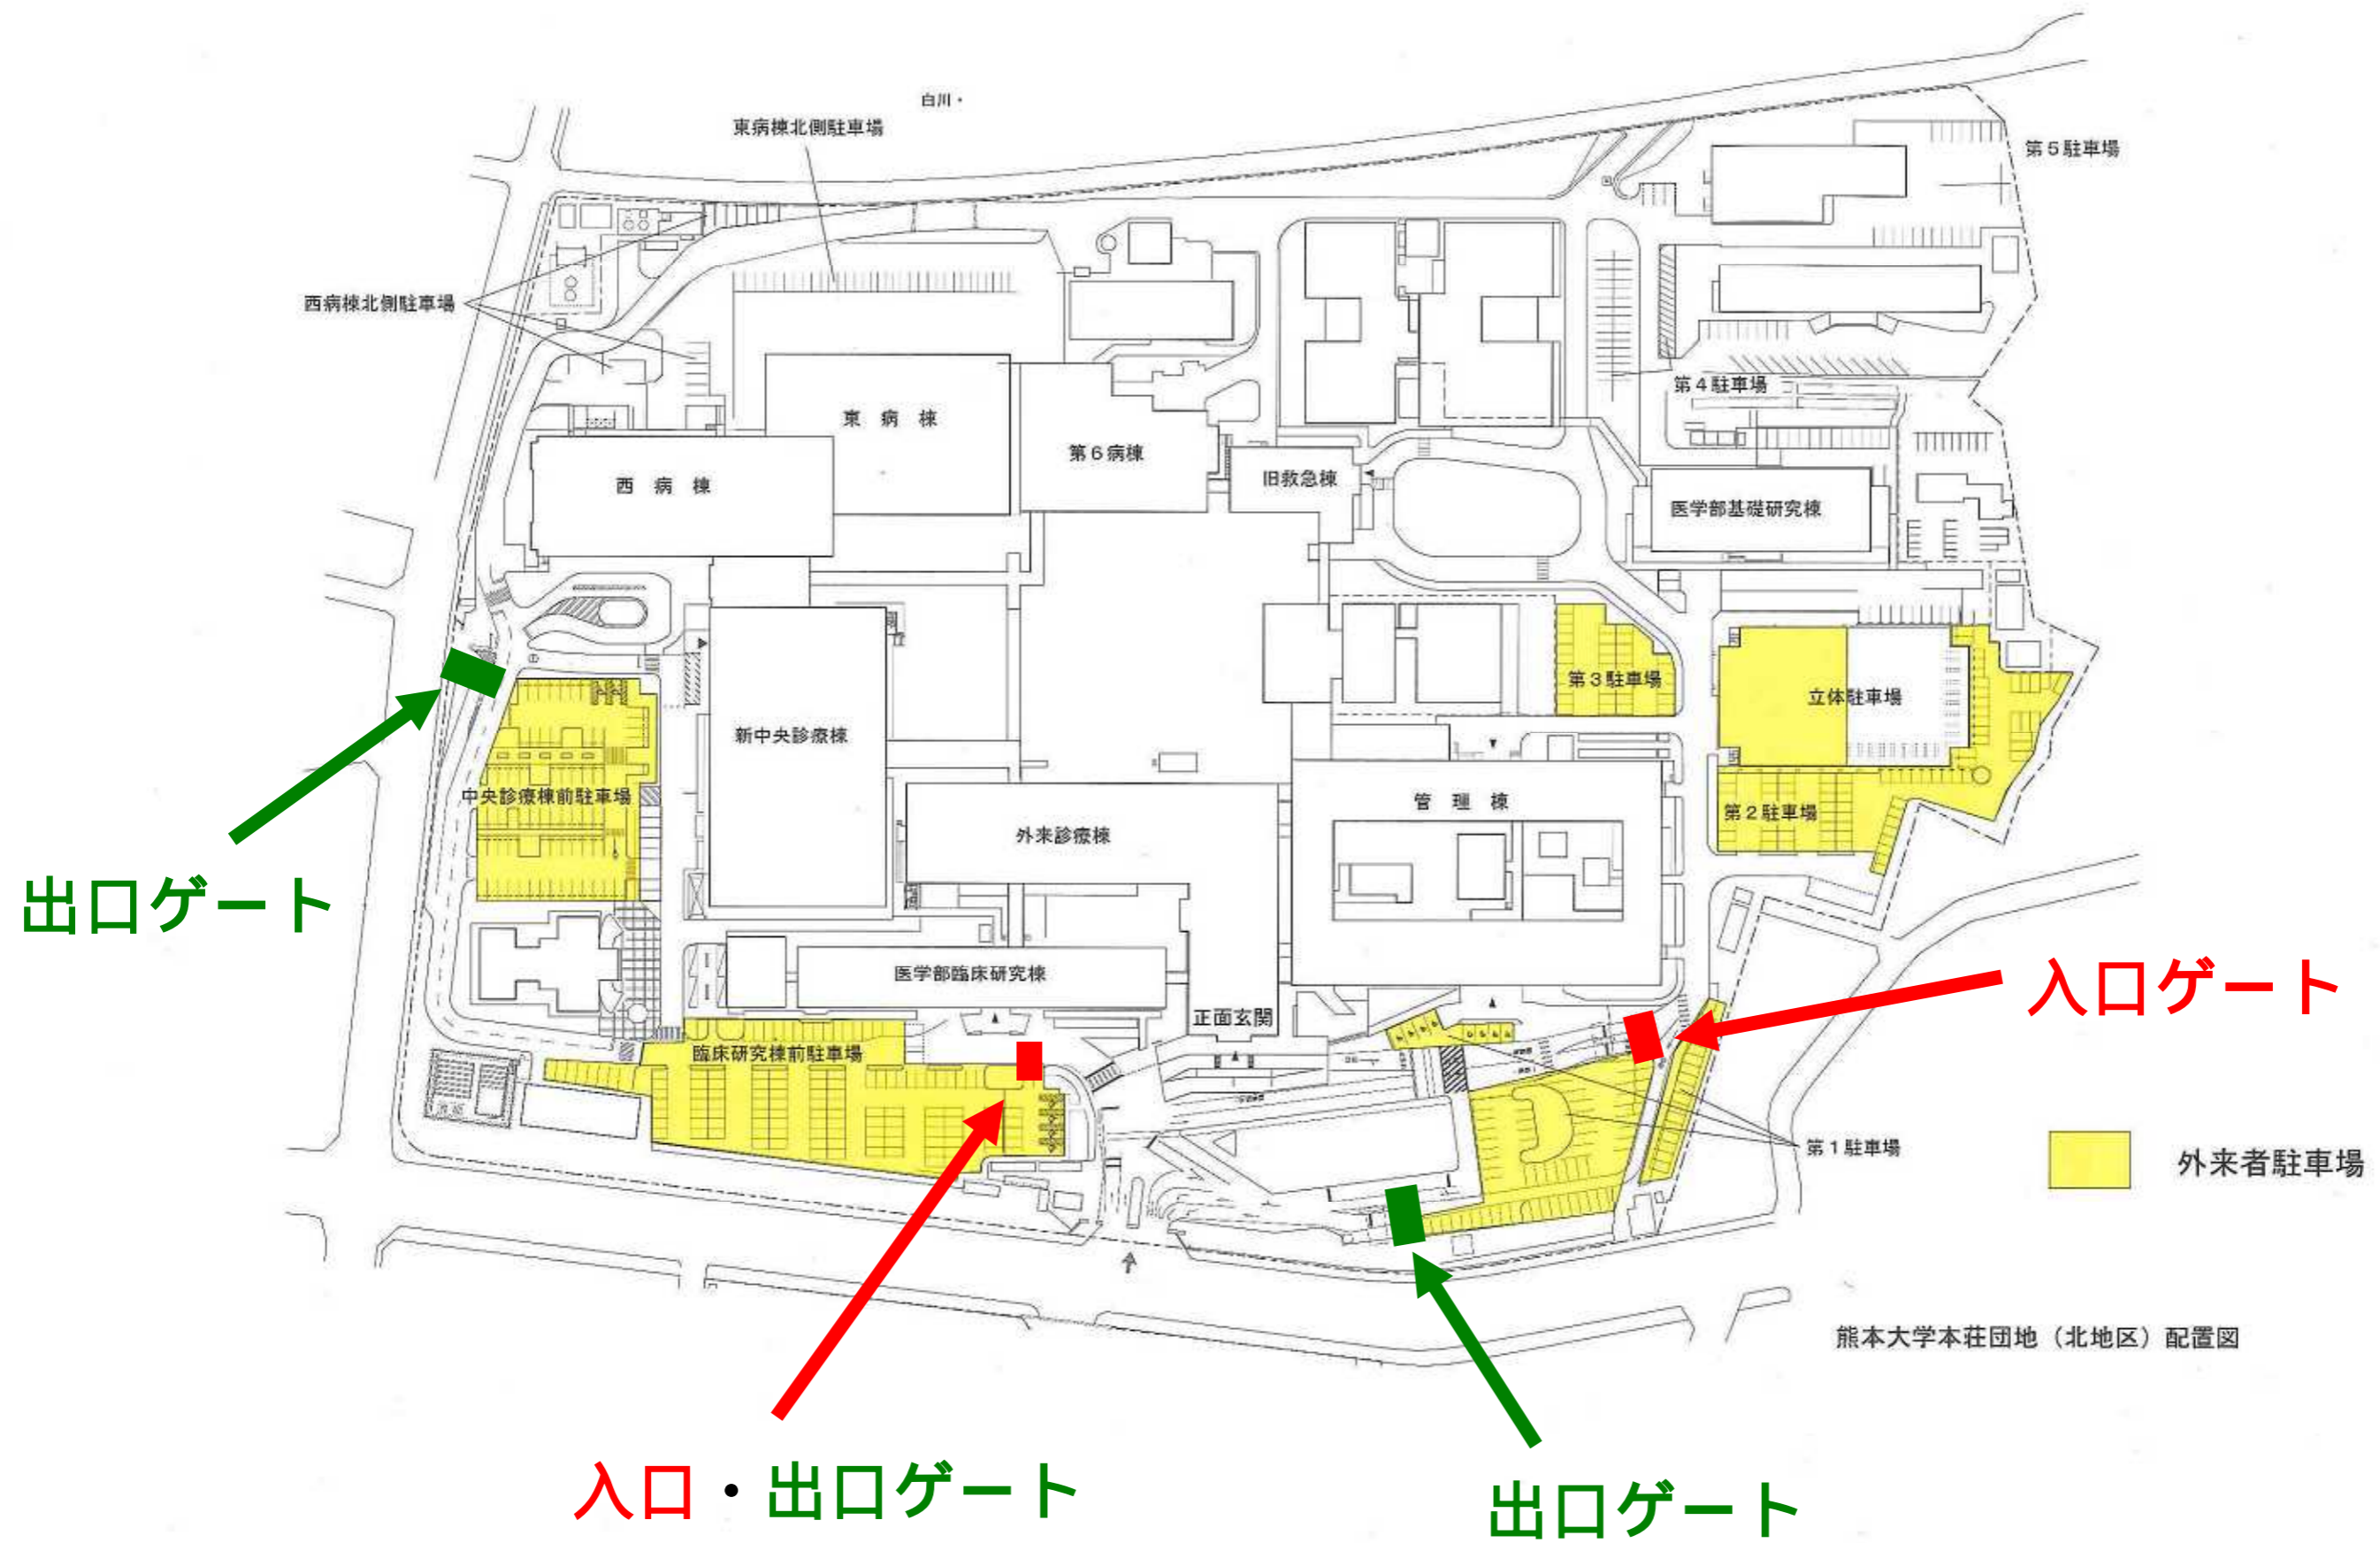 白川
東病棟北側駐車場
第5駐車場
西病棟北側駐車場
第4駐車場
東 病 棟
第6病棟
旧救急棟
西 病 棟
医学部基礎研究棟
第3駐車場
立体駐車場
新中央診療棟
中央診療棟前駐車場
管 理 棟
第2駐車場
外来診療棟
出口ゲート
医学部臨床研究棟
入口ゲート
正面玄関
臨床研究棟前駐車場
第1駐車場
外来者駐車場
熊本大学本荘団地（北地区）配置図
入口・出口ゲート
出口ゲート